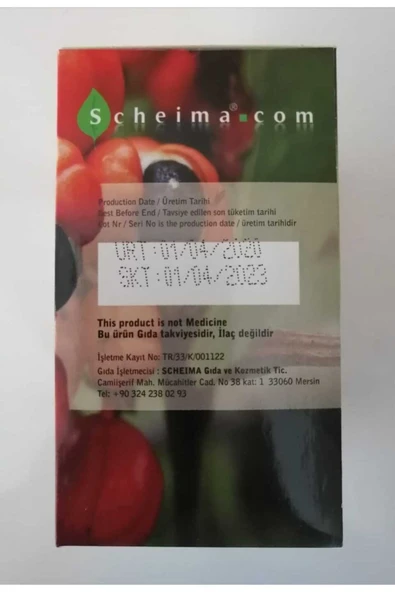 Scheima®.com
Production Date / Üretim Tarihi
Best Before End / Tavsiye edilen son tüketim tarihi
Lot Nr / Seri No is the production date / üretim tarihidir
URT:01/04/2020
SKT:01/04/2023
This product is not Medicine
Bu ürün Gıda takviyesidir, İlaç değildir
İşletme Kayıt No: TR/33/K/001122
Gıda İşletmecisi : SCHEIMA Gıda ve Kozmetik Tic.
Camiişerif Mah. Mücahitler Cad. No 38 kat: 1 33060 Mersin
Tel: +90 324 238 02 93